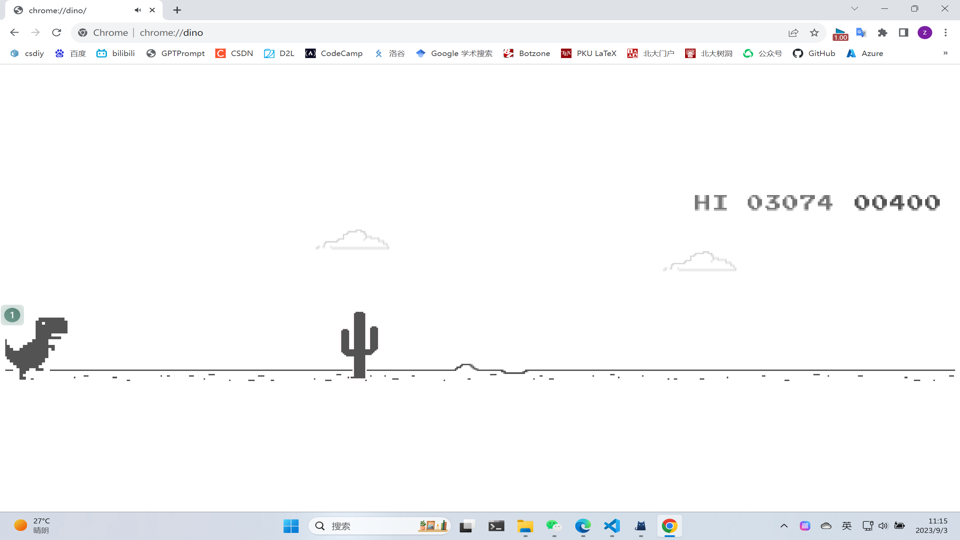 chrome://dino/
Chrome | chrome://dino
1.00
z
csdiy 百度 bilibili GPTPrompt CSDN D2L CodeCamp 洛谷 Google 学术搜索 Botzone PKU LaTeX 北大门户 北大树洞 公众号 GitHub Azure »
HI 03074 00400
1
27°C
晴朗
搜索
英
11:15
2023/9/3